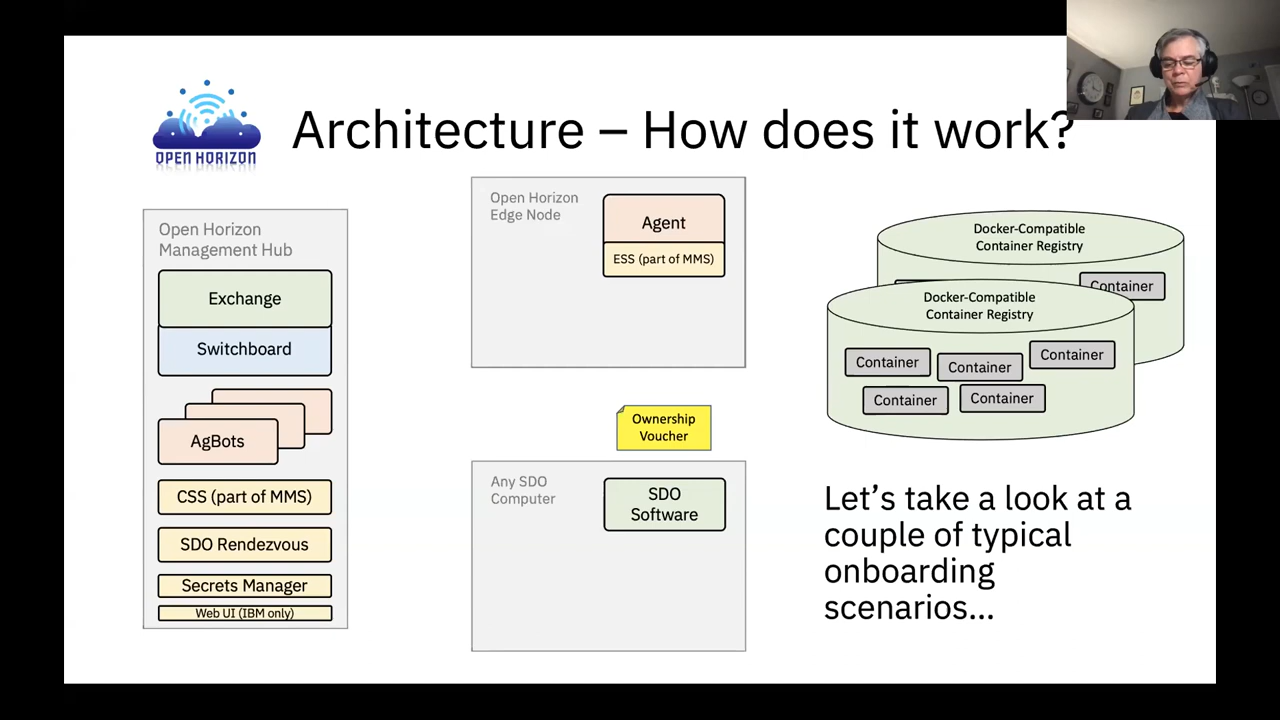 OPEN HORIZON
Architecture – How does it work?
Open Horizon
Management Hub
Exchange
Switchboard
AgBots
CSS (part of MMS)
SDO Rendezvous
Secrets Manager
Web UI (IBM only)
Open Horizon
Edge Node
Agent
ESS (part of MMS)
Ownership
Voucher
Any SDO
Computer
SDO
Software
Docker-Compatible
Container Registry
Container
Docker-Compatible
Container Registry
Container
Container
Container
Container
Container
Let’s take a look at a
couple of typical
onboarding
scenarios...